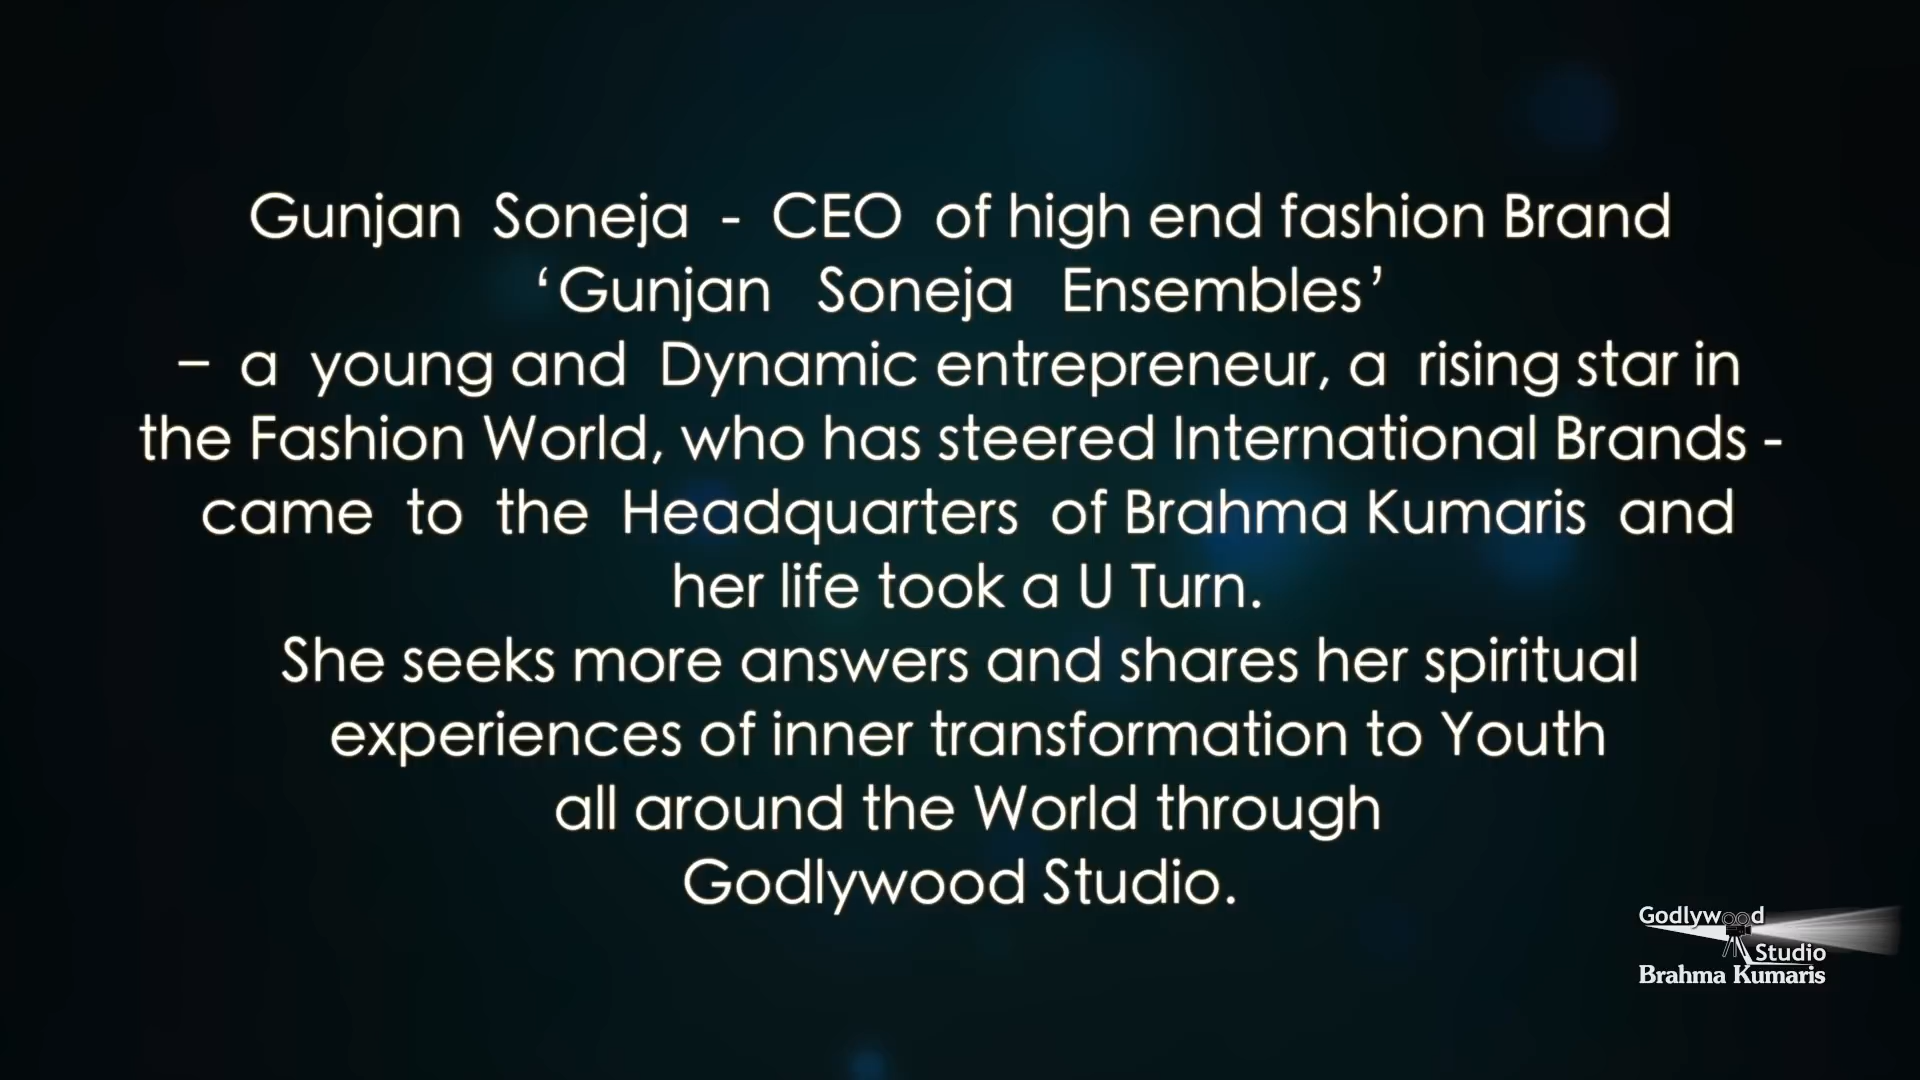 Gunjan Soneja - CEO of high end fashion Brand
‘Gunjan Soneja Ensembles’
– a young and Dynamic entrepreneur, a rising star in
the Fashion World, who has steered International Brands -
came to the Headquarters of Brahma Kumaris and
her life took a U Turn.
She seeks more answers and shares her spiritual
experiences of inner transformation to Youth
all around the World through
Godlywood Studio.
Godlywood
Studio
Brahma Kumaris